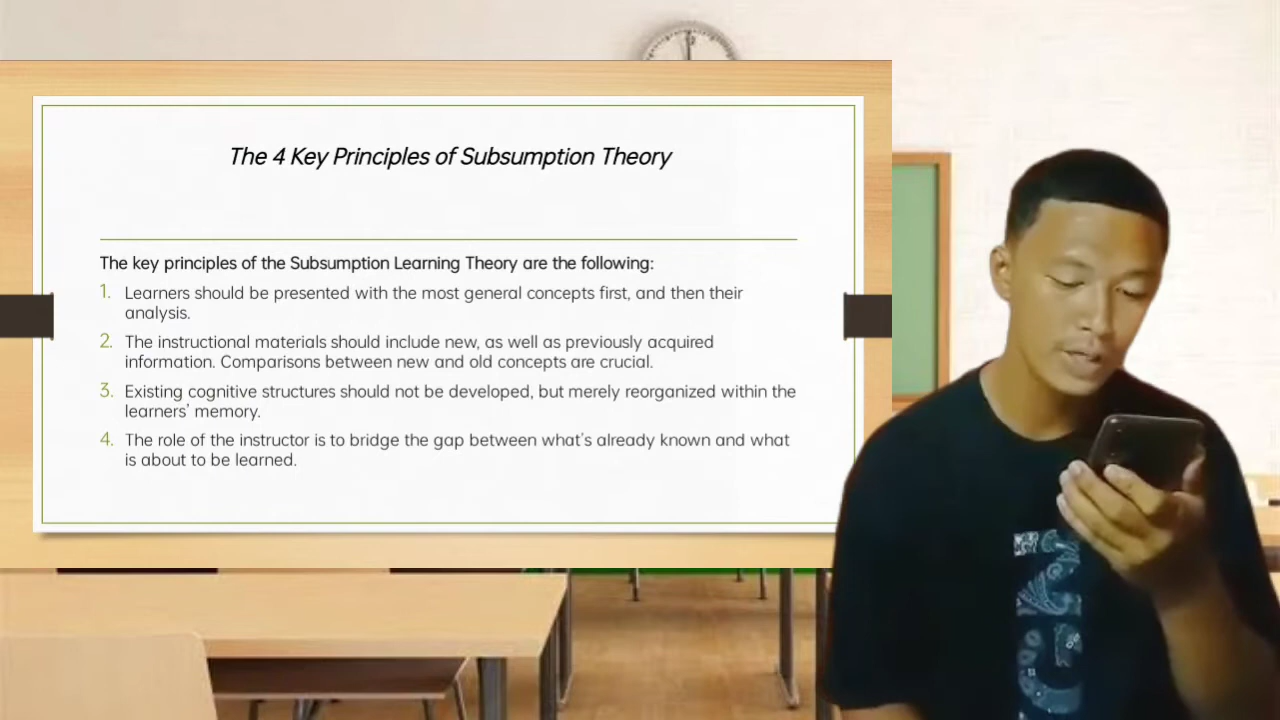 The 4 Key Principles of Subsumption Theory
The key principles of the Subsumption Learning Theory are the following:
1. Learners should be presented with the most general concepts first, and then their
analysis.
2. The instructional materials should include new, as well as previously acquired
information. Comparisons between new and old concepts are crucial.
3. Existing cognitive structures should not be developed, but merely reorganized within the
learners' memory.
4. The role of the instructor is to bridge the gap between what's already known and what
is about to be learned.